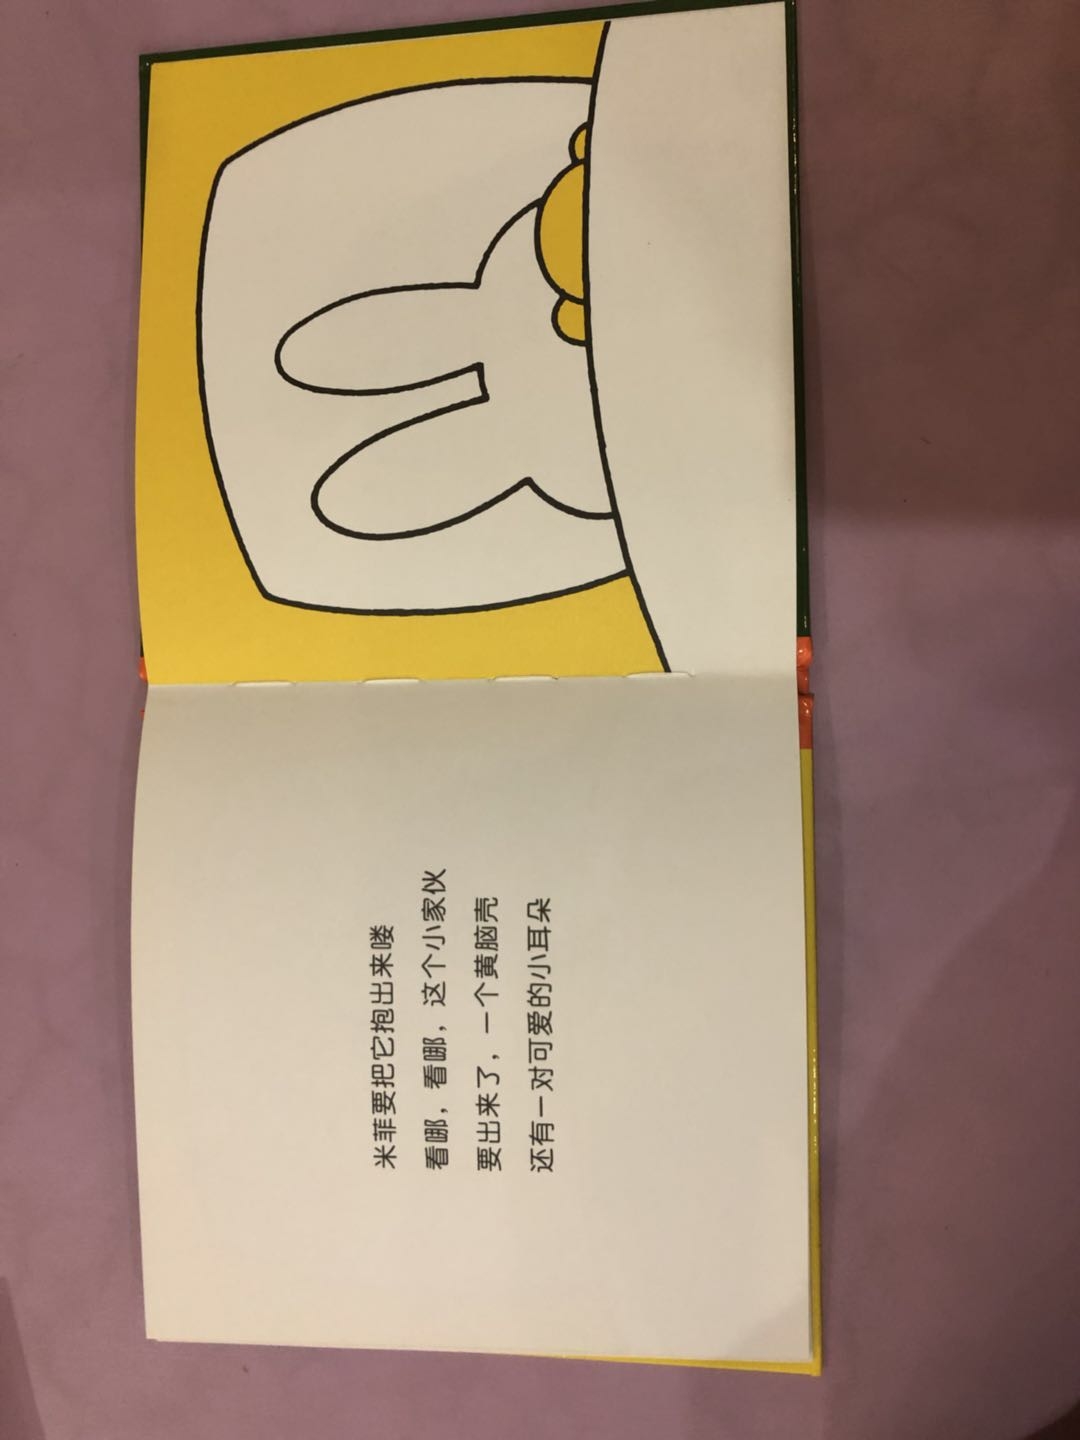 米菲要把它抱出来喽
看哪，看哪，这个小家伙
要出来了，一个黄脑壳
还有一对可爱的小耳朵